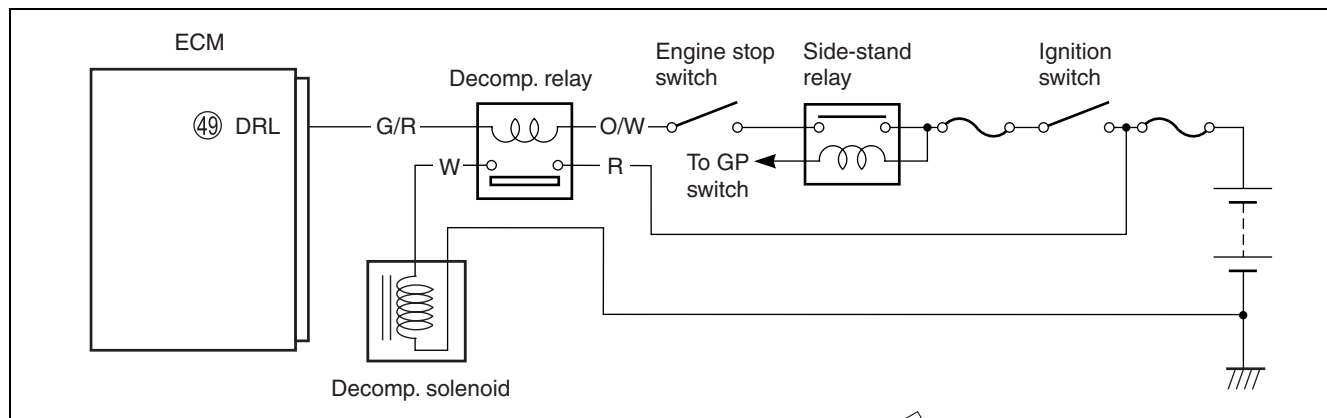 ECM
Engine stop
switch
Side-stand
relay
Ignition
switch
Decomp. relay
㊾ DRL
G/R
O/W
W
R
To GP
switch
Decomp. solenoid